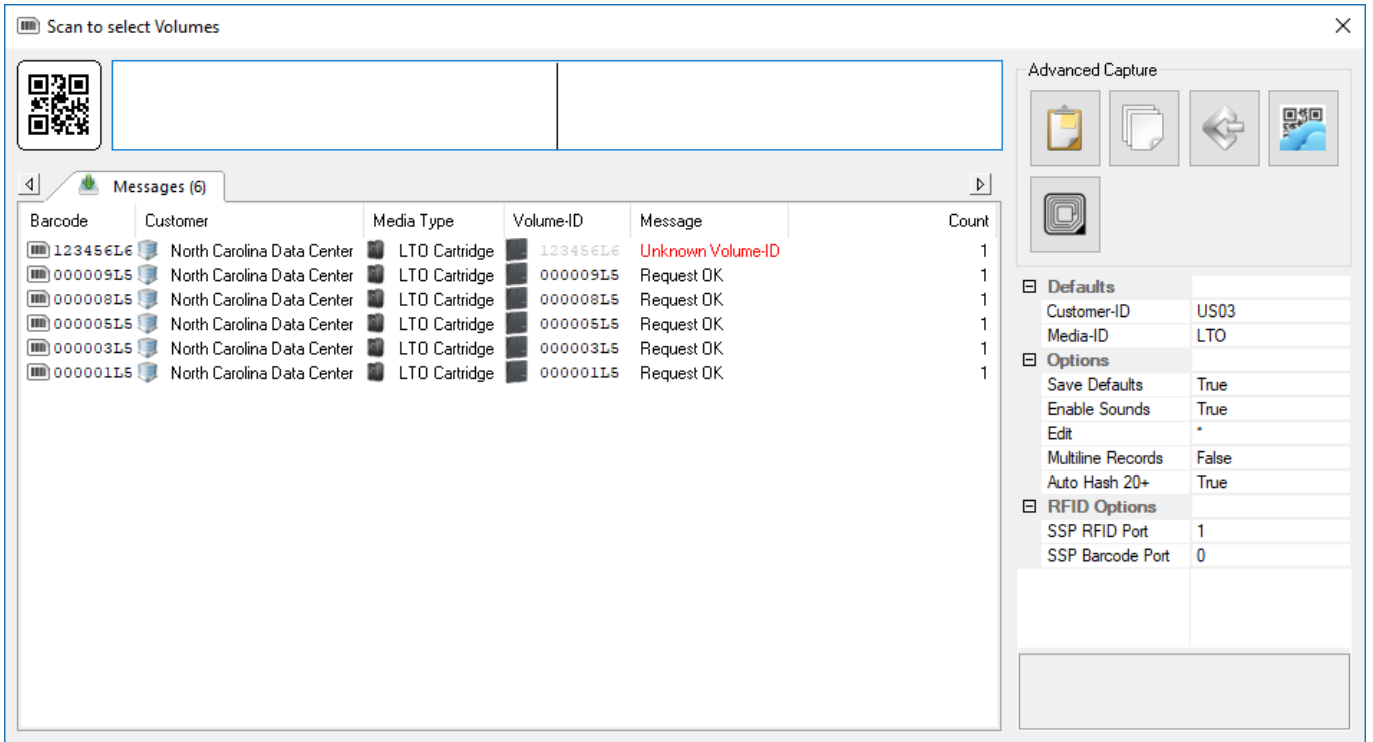 Scan to select Volumes
Messages (6)
Barcode Customer Media Type Volume-ID Message Count
123456L6 North Carolina Data Center LTO Cartridge 123456L6 Unknown Volume-ID 1
000009L5 North Carolina Data Center LTO Cartridge 000009L5 Request OK 1
000008L5 North Carolina Data Center LTO Cartridge 000008L5 Request OK 1
000005L5 North Carolina Data Center LTO Cartridge 000005L5 Request OK 1
000003L5 North Carolina Data Center LTO Cartridge 000003L5 Request OK 1
000001L5 North Carolina Data Center LTO Cartridge 000001L5 Request OK 1
Advanced Capture
Defaults
Customer-ID US03
Media-ID LTO
Options
Save Defaults True
Enable Sounds True
Edit *
Multiline Records False
Auto Hash 20+ True
RFID Options
SSP RFID Port 1
SSP Barcode Port 0